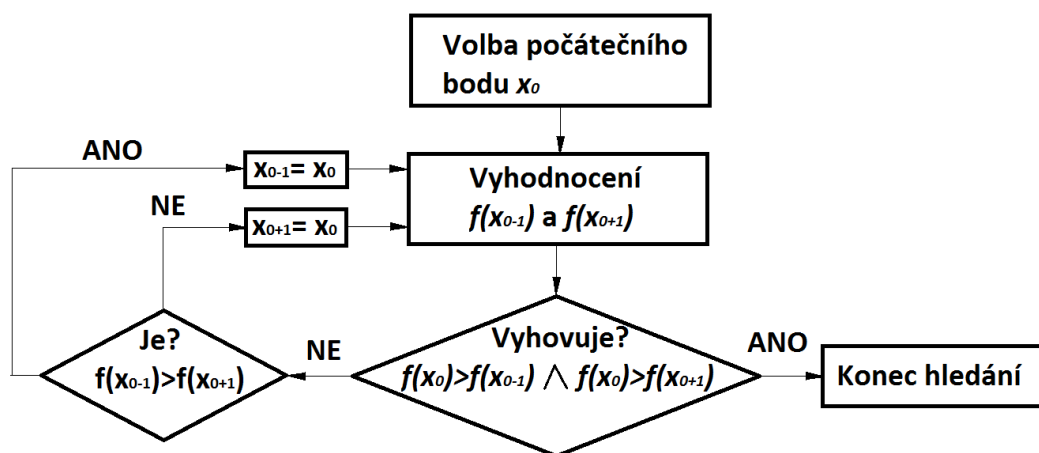 Volba počátečního
bodu x₀
ANO
x₀₋₁= x₀
NE
x₀₊₁= x₀
Vyhodnocení
f(x₀₋₁) a f(x₀₊₁)
Je?
f(x₀₋₁)>f(x₀₊₁)
NE
Vyhovuje?
f(x₀)>f(x₀₋₁) ∧ f(x₀)>f(x₀₊₁)
ANO
Konec hledání